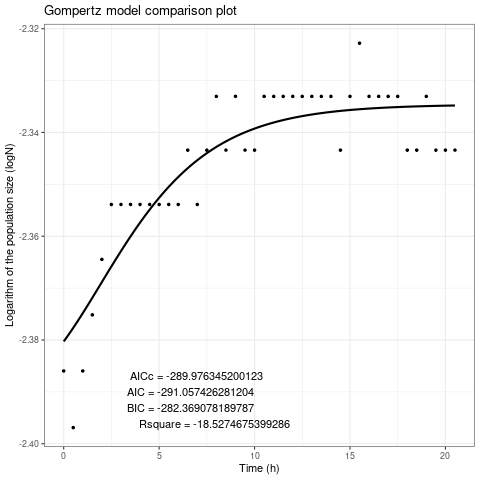 Gompertz model comparison plot
Logarithm of the population size (logN)
-2.32
-2.34
-2.36
-2.38
-2.40
AICc = -289.976345200123
AIC = -291.057426281204
BIC = -282.369078189787
Rsquare = -18.5274675399286
0 5 10 15 20
Time (h)